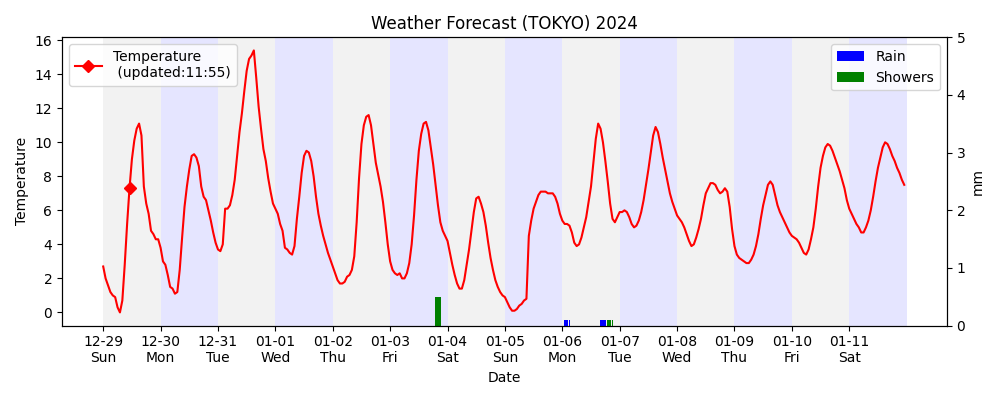 Weather Forecast (TOKYO) 2024
Temperature
(updated:11:55)
Rain
Showers
Temperature
16
14
12
10
8
6
4
2
0
5
4
3
2
1
0
mm
12-29 12-30 12-31 01-01 01-02 01-03 01-04 01-05 01-06 01-07 01-08 01-09 01-10 01-11
Sun Mon Tue Wed Thu Fri Sat Sun Mon Tue Wed Thu Fri Sat
Date